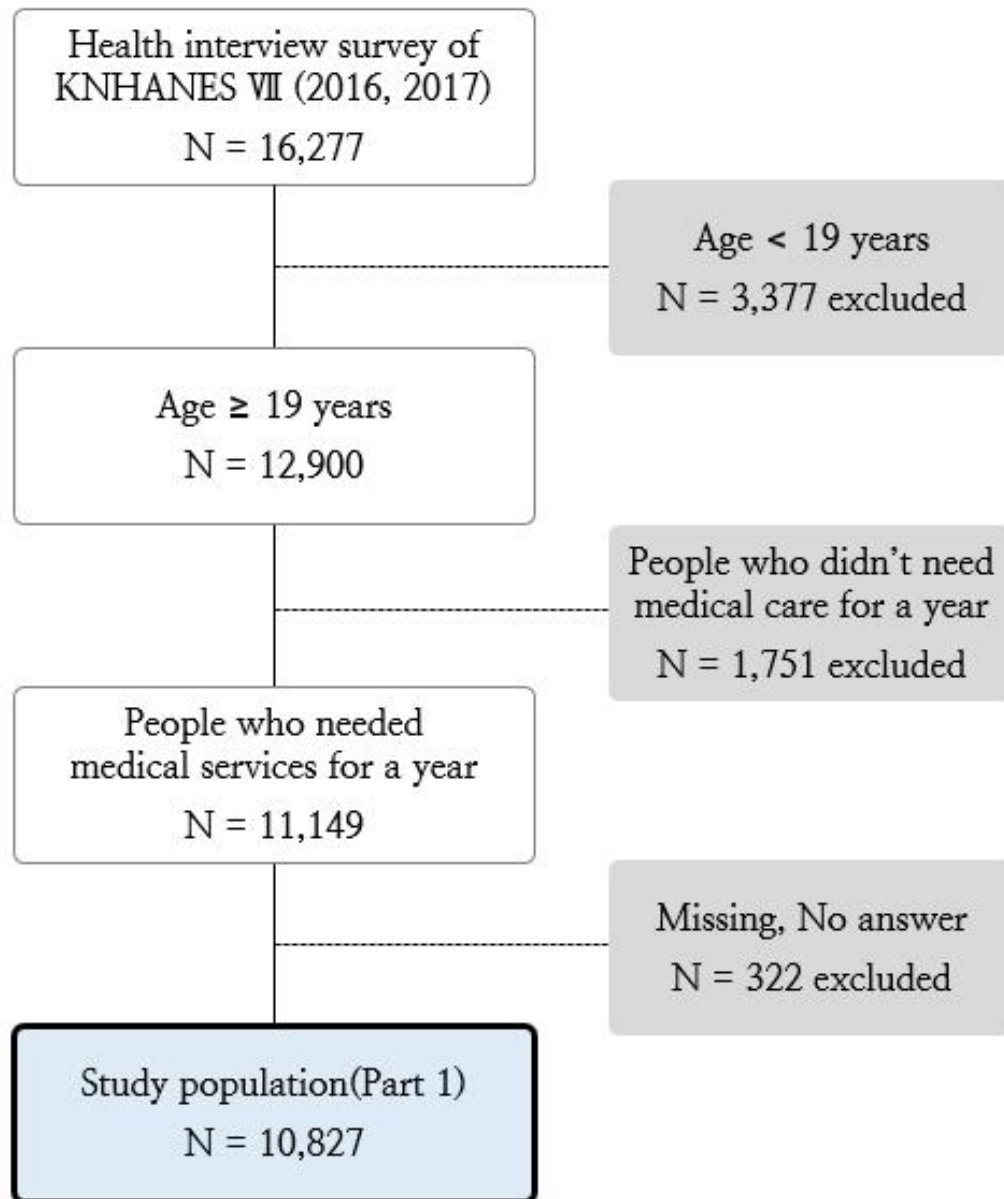 Health interview survey of
KNHANES Ⅶ (2016, 2017)
N = 16,277
Age < 19 years
N = 3,377 excluded
Age ≥ 19 years
N = 12,900
People who didn't need
medical care for a year
N = 1,751 excluded
People who needed
medical services for a year
N = 11,149
Missing, No answer
N = 322 excluded
Study population(Part 1)
N = 10,827